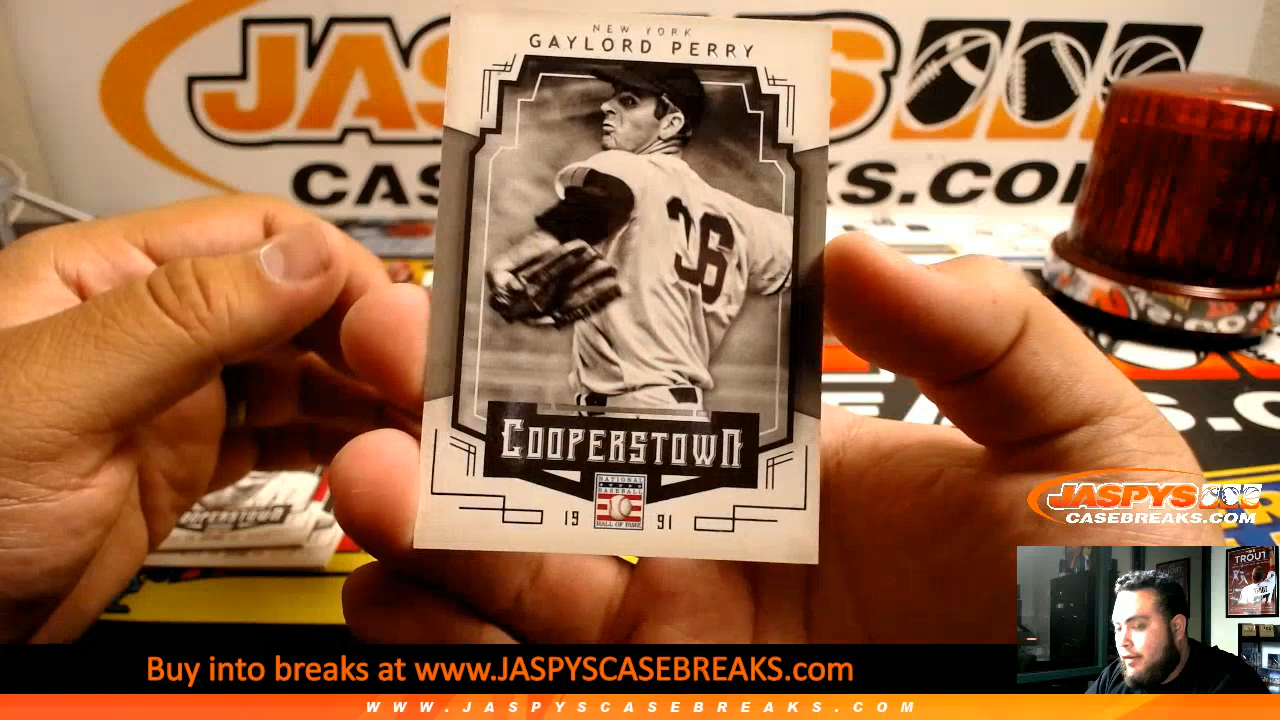 NEW YORK
GAYLORD PERRY
36
COOPERSTOWN
NATIONAL
BASEBALL
HALL OF FAME
19 91
JASPYS
CASEBREAKS.COM
TROUT
Buy into breaks at www.JASPYSCASEBREAKS.com
WWW.JASPYSCASEBREAKS.COM